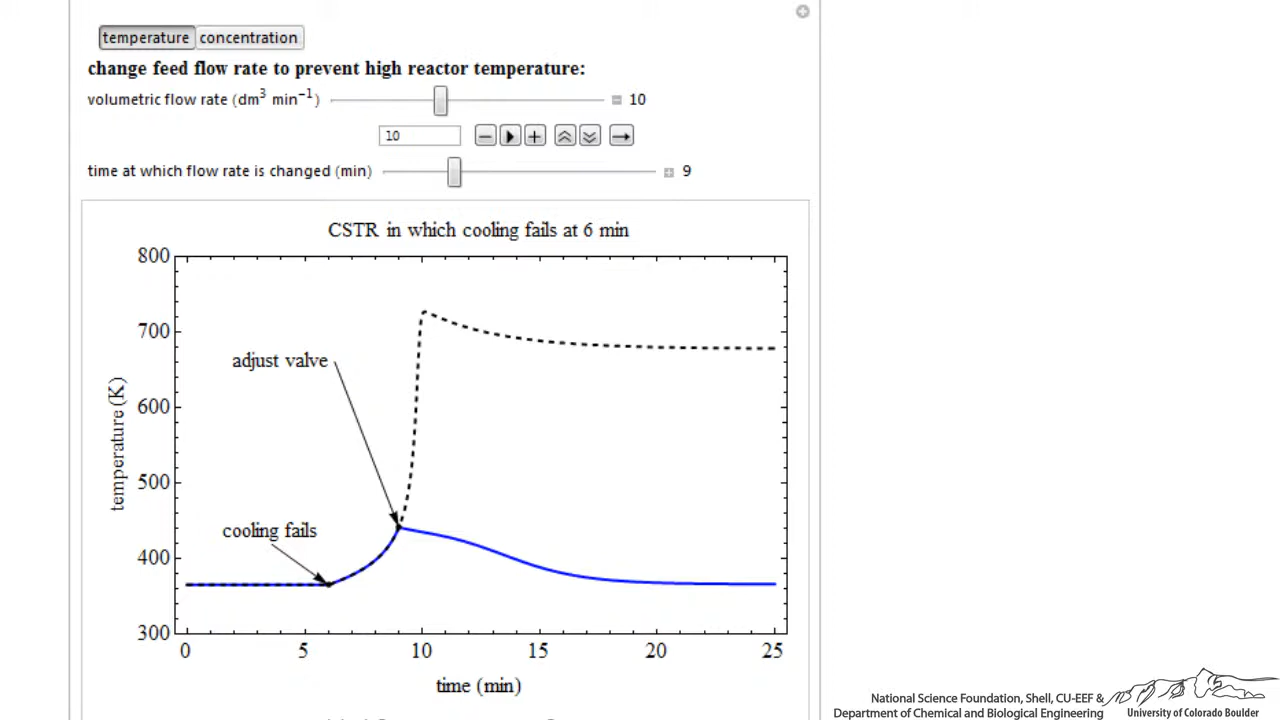 temperature concentration
change feed flow rate to prevent high reactor temperature:
volumetric flow rate (dm³ min⁻¹) 10
10
time at which flow rate is changed (min) 9
CSTR in which cooling fails at 6 min
800
700
600
500
400
300
temperature (K)
adjust valve
cooling fails
0 5 10 15 20 25
time (min)
National Science Foundation, Shell, CU-EEF &
Department of Chemical and Biological Engineering
University of Colorado Boulder